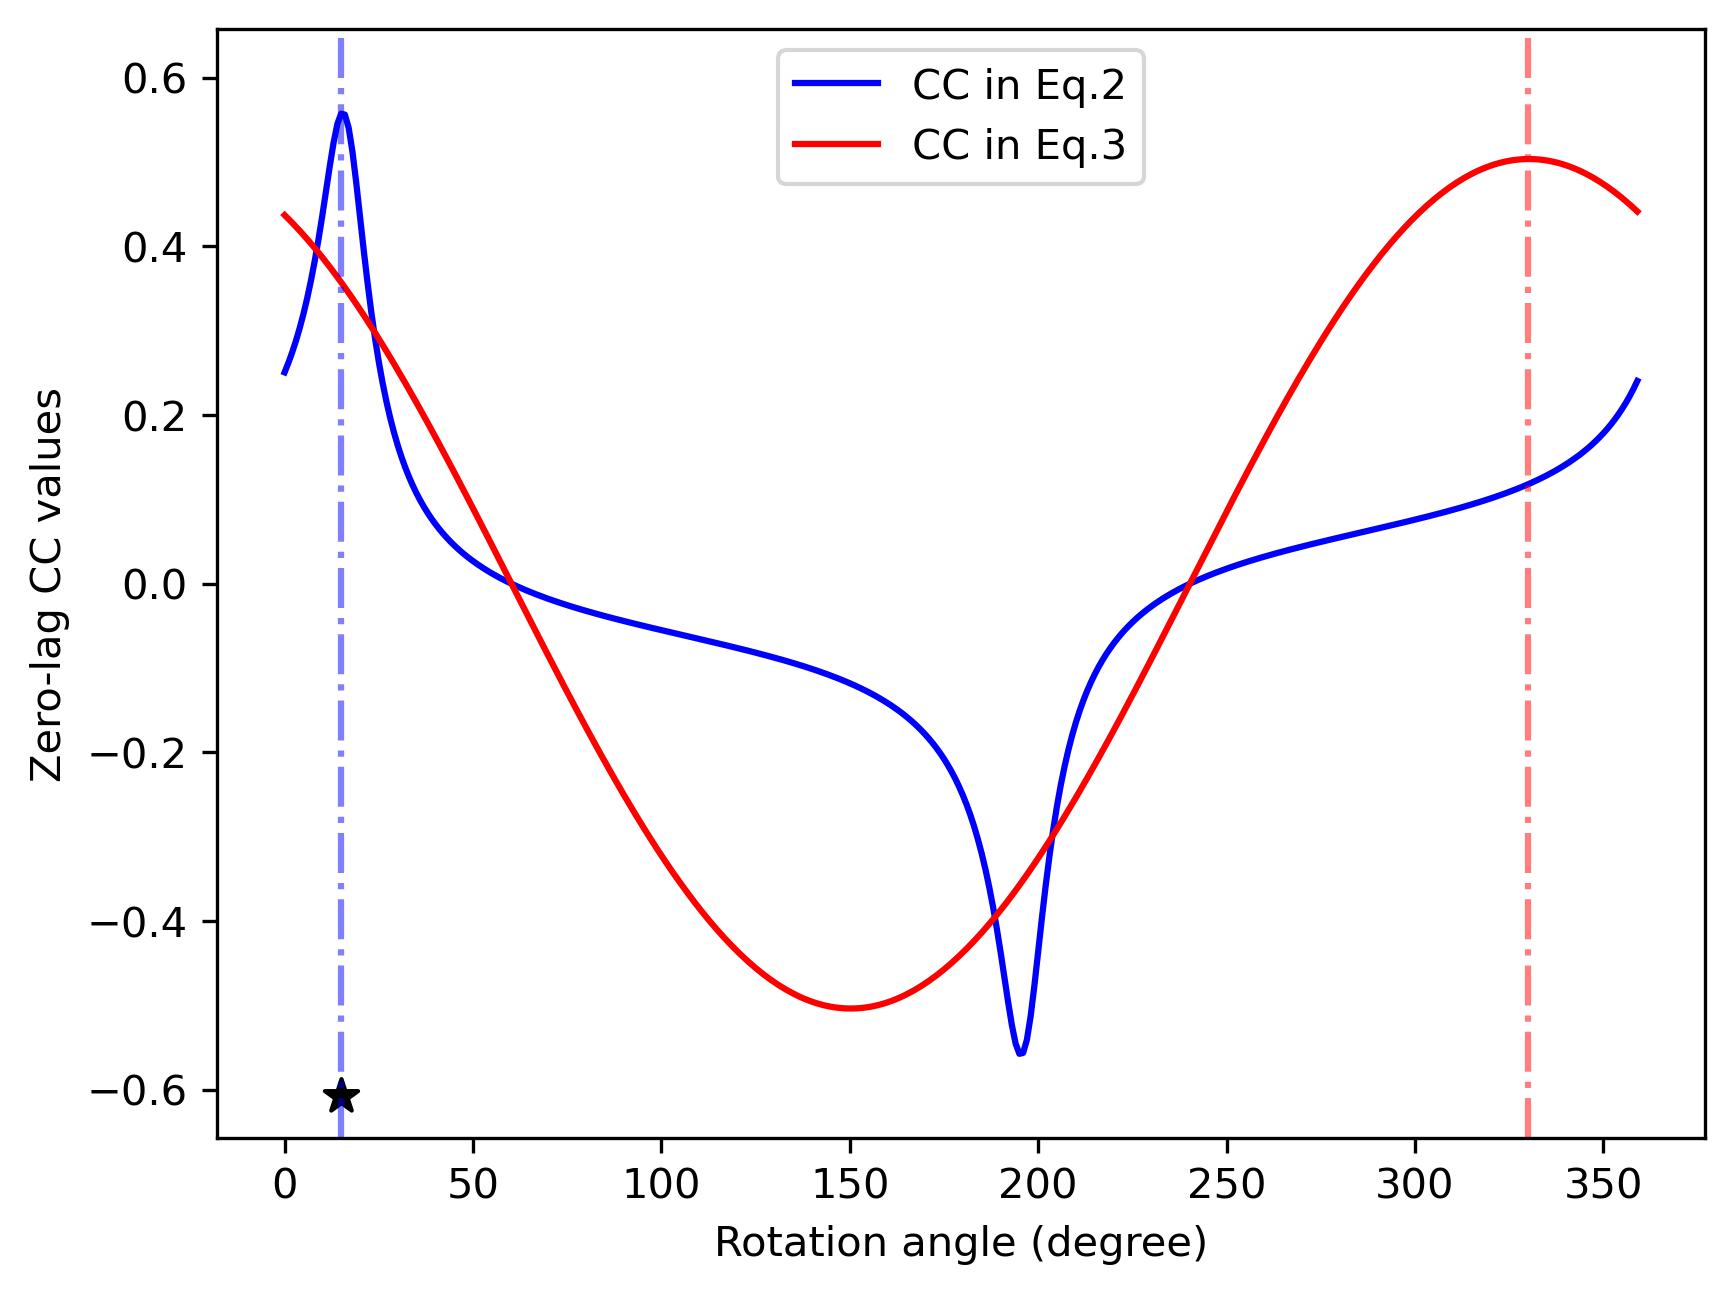 CC in Eq.2
CC in Eq.3
Zero-lag CC values
0.6
0.4
0.2
0.0
−0.2
−0.4
−0.6
0 50 100 150 200 250 300 350
Rotation angle (degree)